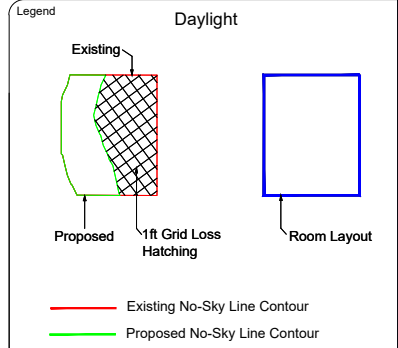 Legend
Daylight
Existing
Proposed
1ft Grid Loss
Hatching
Room Layout
Existing No-Sky Line Contour
Proposed No-Sky Line Contour